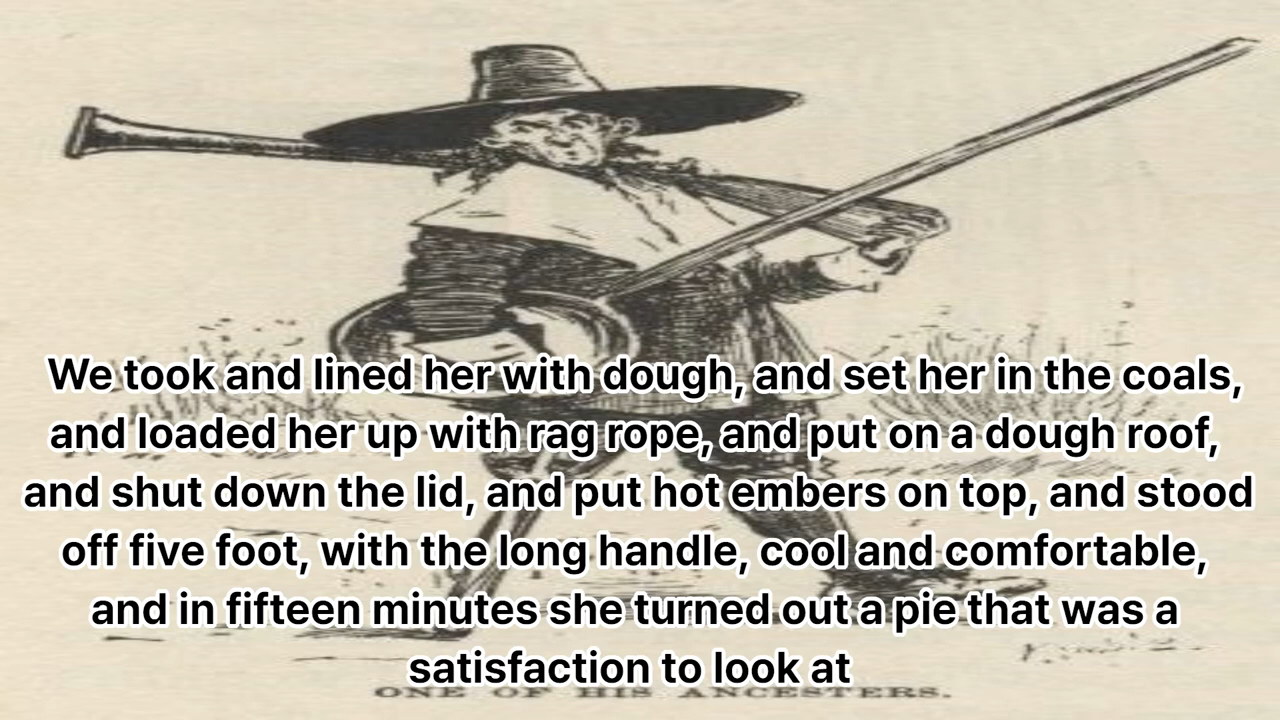 We took and lined her with dough, and set her in the coals,
and loaded her up with rag rope, and put on a dough roof,
and shut down the lid, and put hot embers on top, and stood
off five foot, with the long handle, cool and comfortable,
and in fifteen minutes she turned out a pie that was a
satisfaction to look at
ONE OF HIS ANCESTERS.